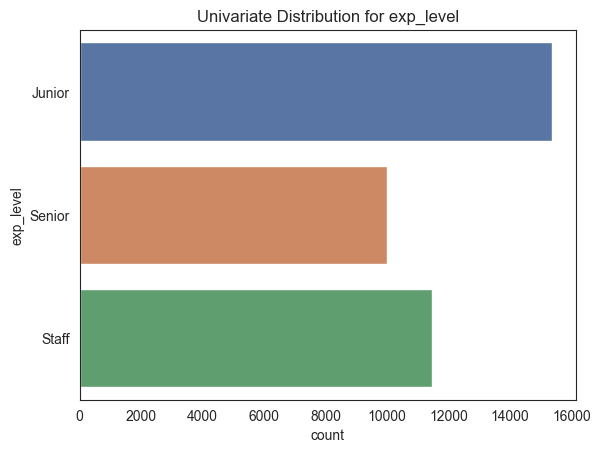 Univariate Distribution for exp_level
Junior
Senior
Staff
exp_level
0 2000 4000 6000 8000 10000 12000 14000 16000
count